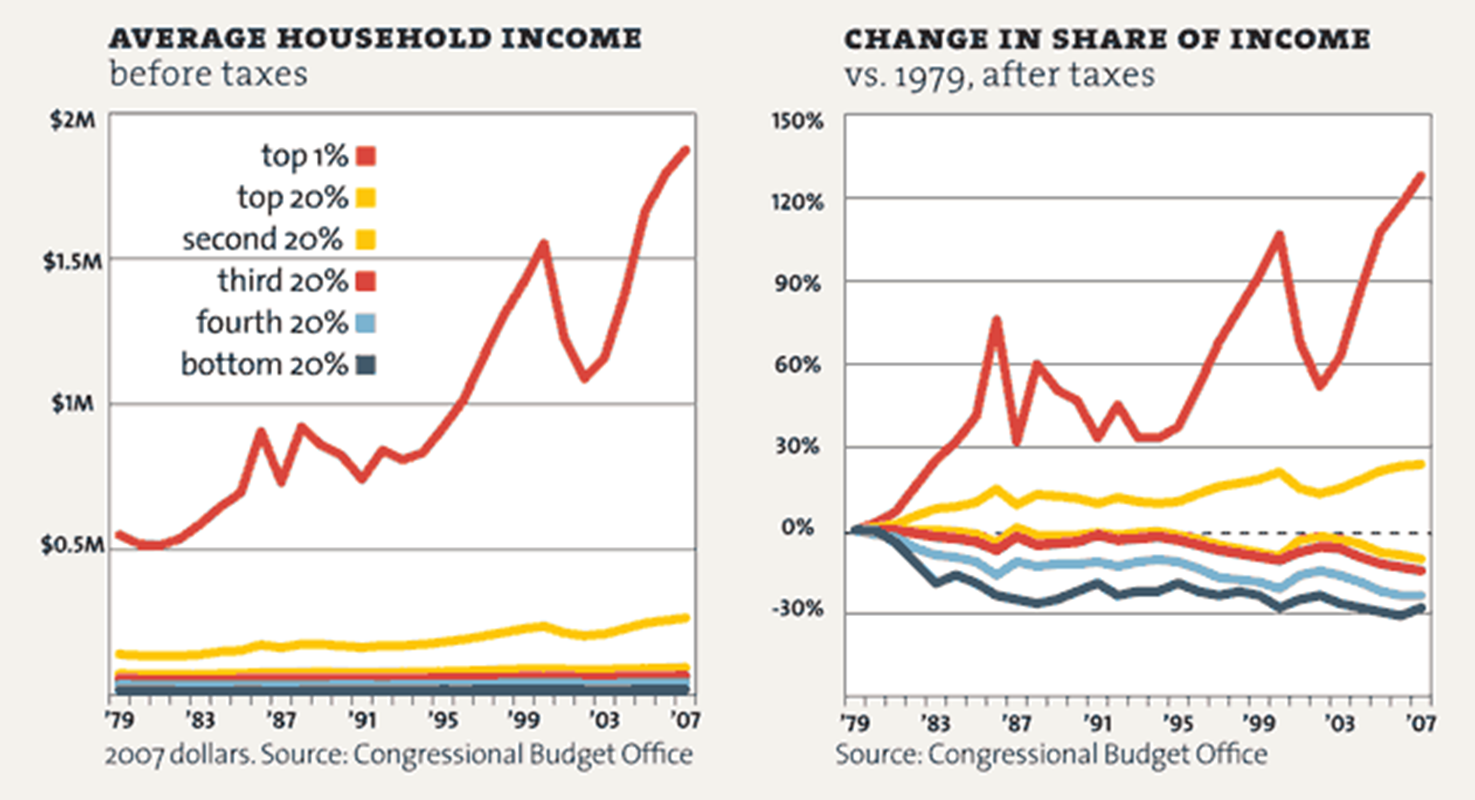 AVERAGE HOUSEHOLD INCOME
before taxes
$2M
$1.5M
$1M
$0.5M
top 1%
top 20%
second 20%
third 20%
fourth 20%
bottom 20%
'79 '83 '87 '91 '95 '99 '03 '07
2007 dollars. Source: Congressional Budget Office
CHANGE IN SHARE OF INCOME
vs. 1979, after taxes
150%
120%
90%
60%
30%
0%
-30%
'79 '83 '87 '91 '95 '99 '03 '07
Source: Congressional Budget Office